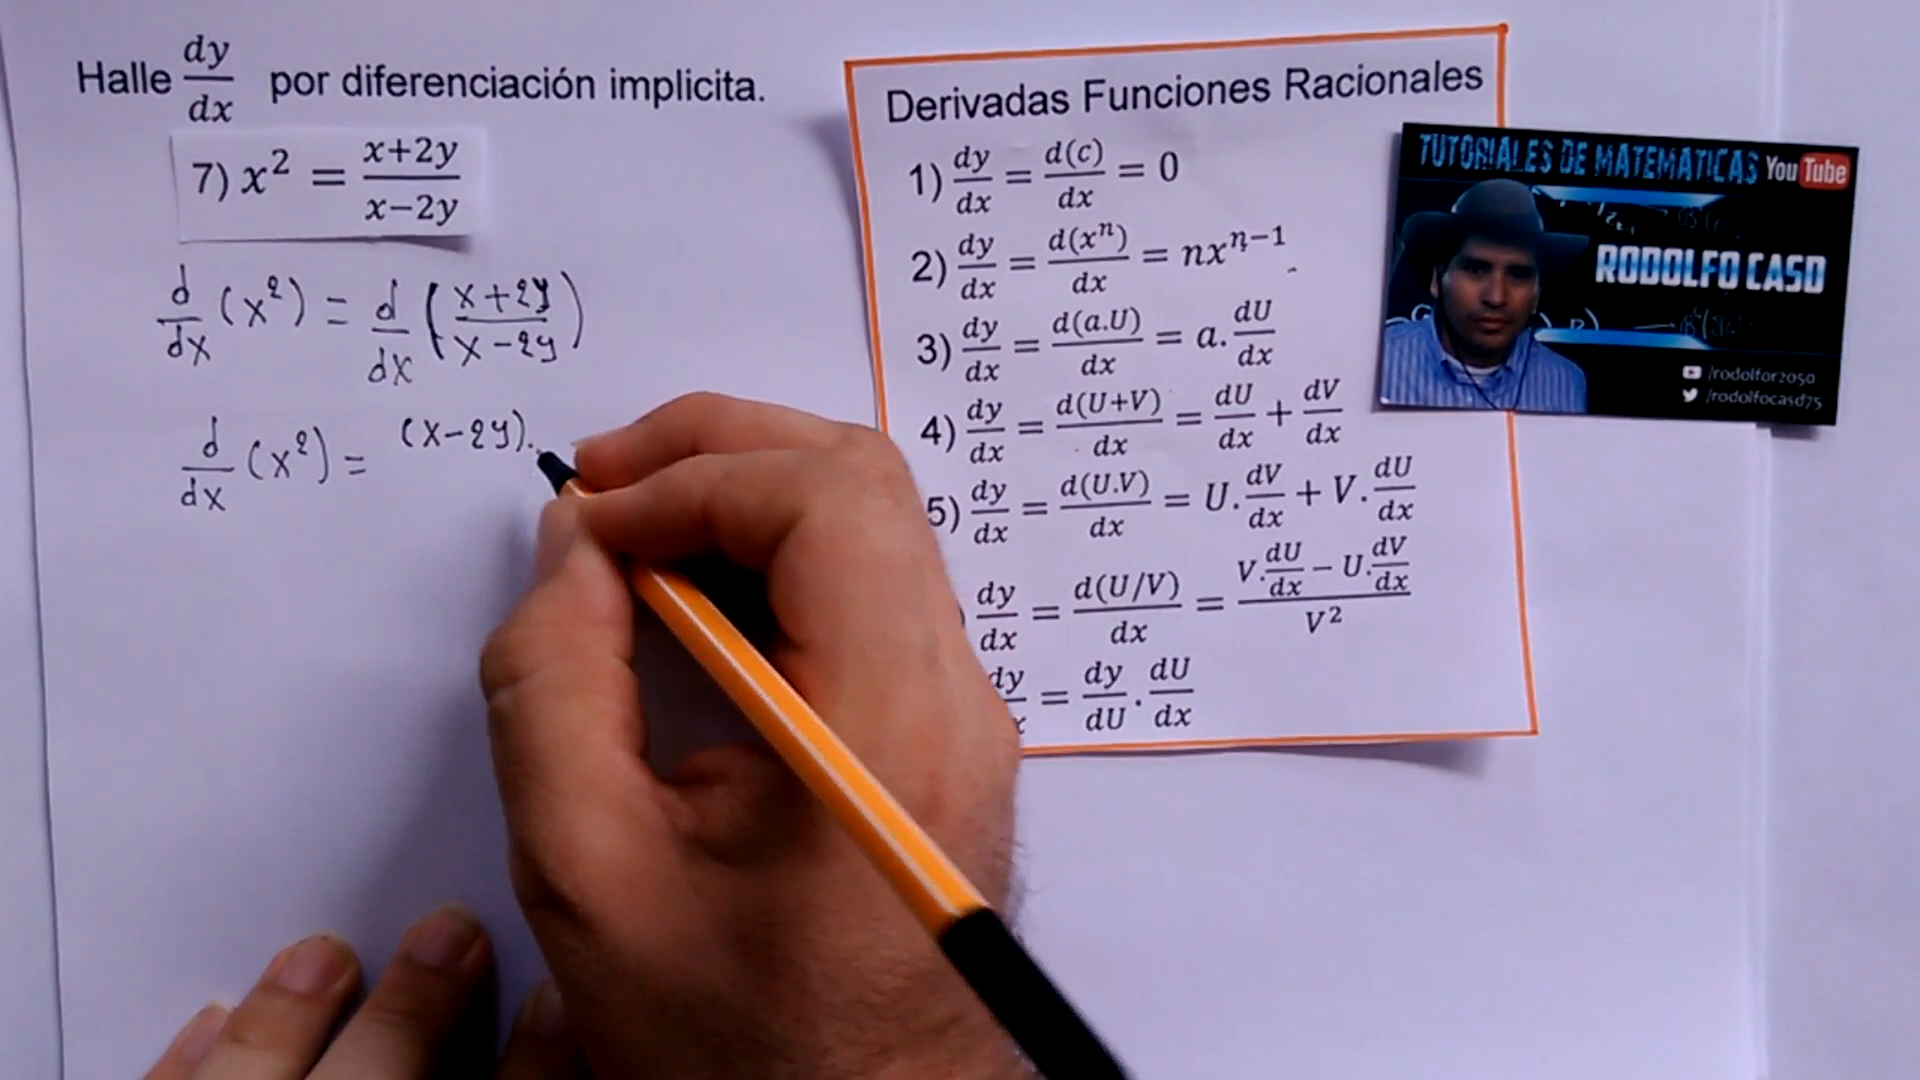 Halle dy/dx por diferenciación implicita.
7) x² = (x+2y)/(x−2y)
d/dx (x²) = d/dx ((x+2y)/(x−2y))
d/dx (x²) = (x−2y).
Derivadas Funciones Racionales
1) dy/dx = d(c)/dx = 0
2) dy/dx = d(xⁿ)/dx = nxⁿ⁻¹
3) dy/dx = d(a.U)/dx = a. dU/dx
4) dy/dx = d(U+V)/dx = dU/dx + dV/dx
5) dy/dx = d(U.V)/dx = U. dV/dx + V. dU/dx
) dy/dx = d(U/V)/dx = (V. dU/dx − U. dV/dx)/V²
dy/x = dy/dU . dU/dx
TUTORIALES DE MATEMATICAS YouTube
RODOLFO CASD
/rodolfor2050
/rodolfocasd75